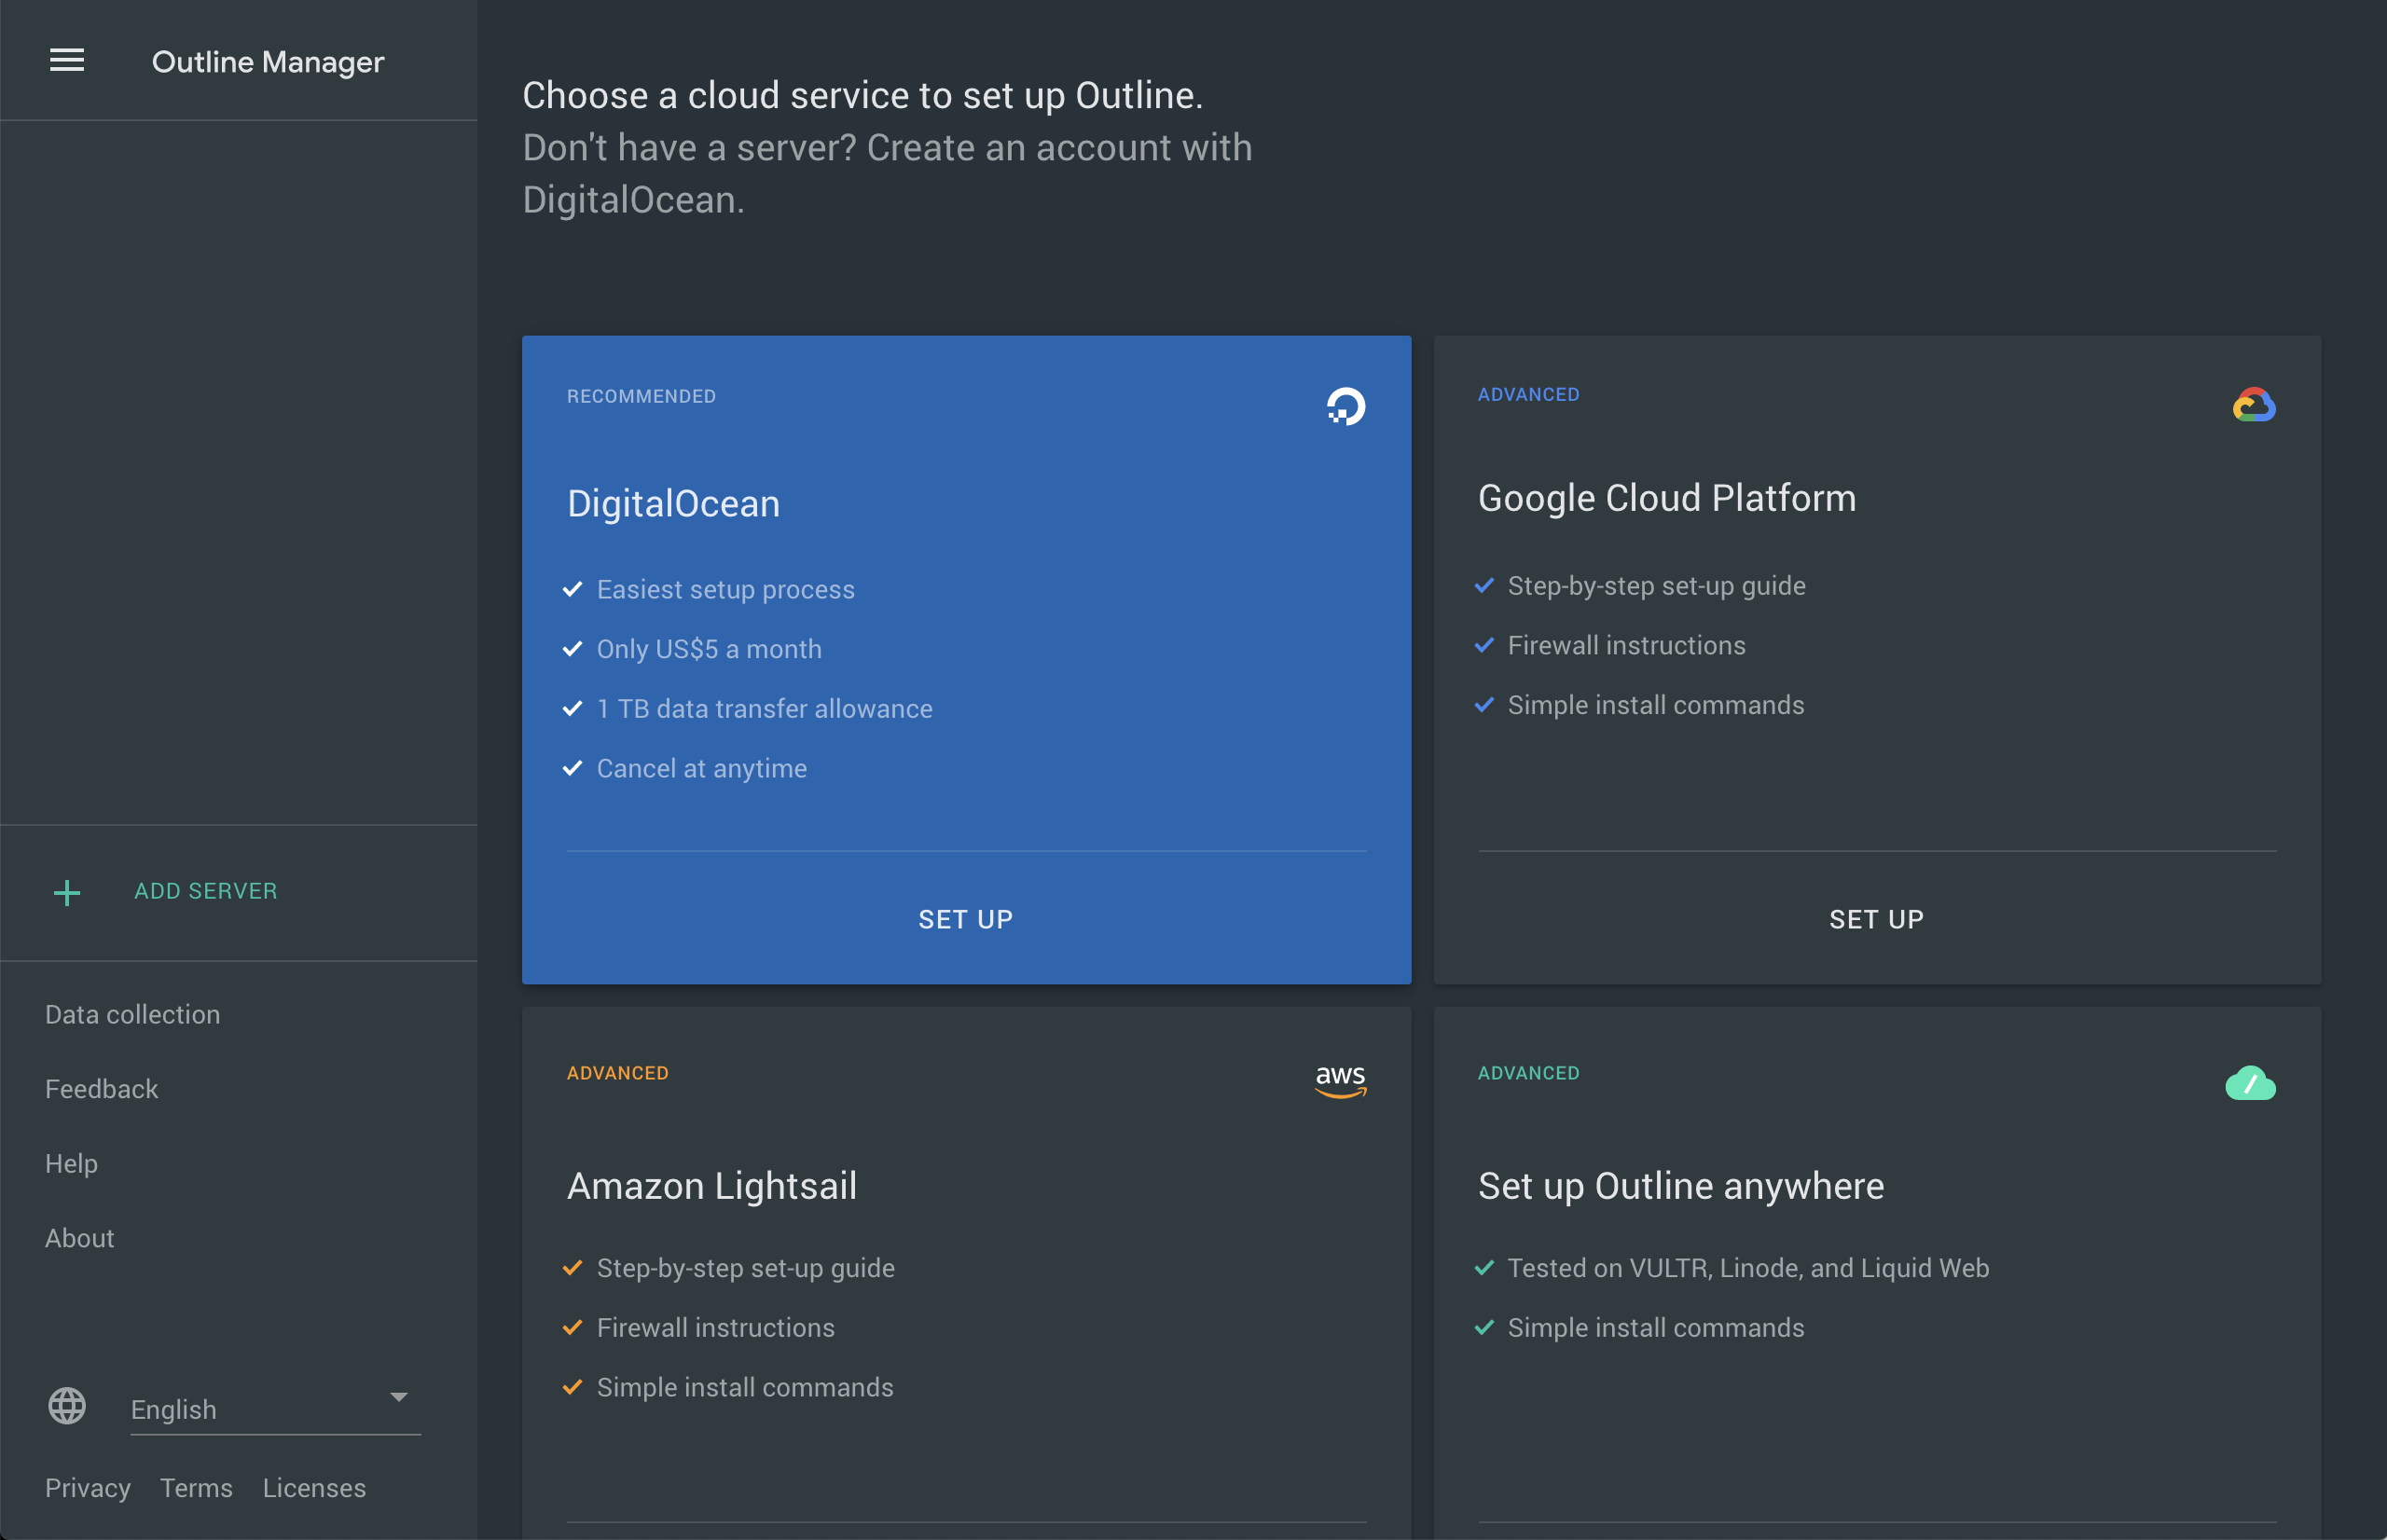 Outline Manager
ADD SERVER
Data collection
Feedback
Help
About
English
Privacy Terms Licenses
Choose a cloud service to set up Outline.
Don't have a server? Create an account with
DigitalOcean.
RECOMMENDED
DigitalOcean
Easiest setup process
Only US$5 a month
1 TB data transfer allowance
Cancel at anytime
SET UP
ADVANCED
Google Cloud Platform
Step-by-step set-up guide
Firewall instructions
Simple install commands
SET UP
ADVANCED
aws
Amazon Lightsail
Step-by-step set-up guide
Firewall instructions
Simple install commands
ADVANCED
Set up Outline anywhere
Tested on VULTR, Linode, and Liquid Web
Simple install commands